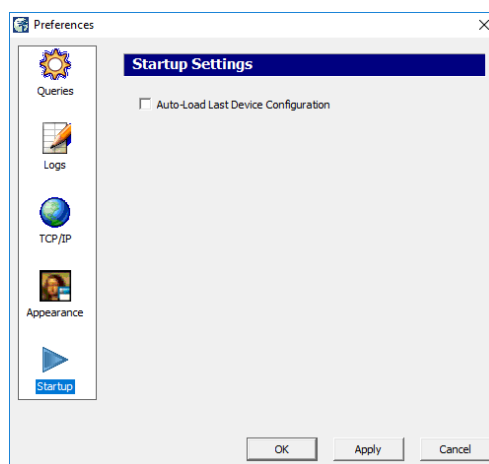 Preferences
Queries
Logs
TCP/IP
Appearance
Startup
Startup Settings
Auto-Load Last Device Configuration
OK
Apply
Cancel